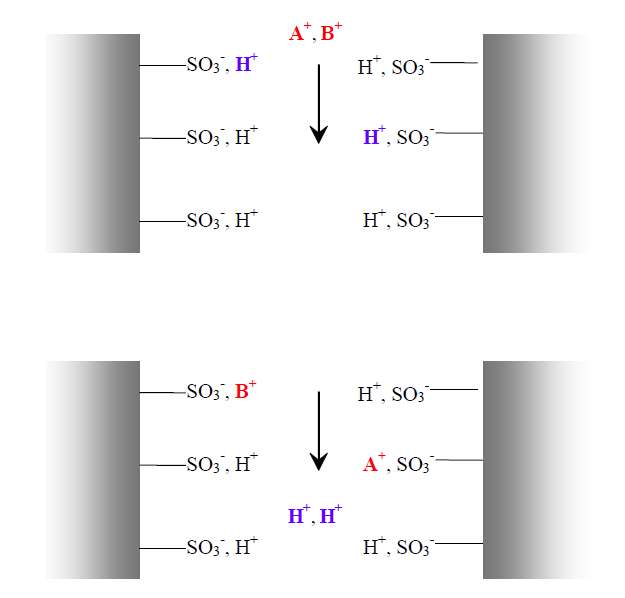 A⁺, B⁺
SO₃⁻, H⁺ H⁺, SO₃⁻
SO₃⁻, H⁺ H⁺, SO₃⁻
SO₃⁻, H⁺ H⁺, SO₃⁻
SO₃⁻, B⁺ H⁺, SO₃⁻
SO₃⁻, H⁺ A⁺, SO₃⁻
H⁺, H⁺
SO₃⁻, H⁺ H⁺, SO₃⁻